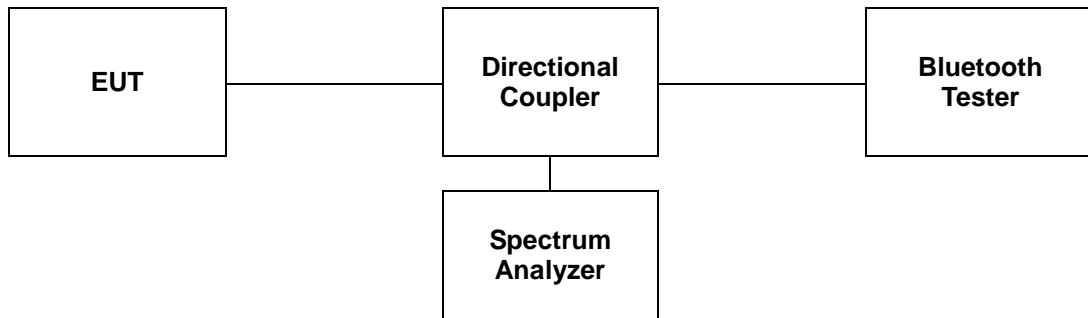 EUT
Directional
Coupler
Bluetooth
Tester
Spectrum
Analyzer